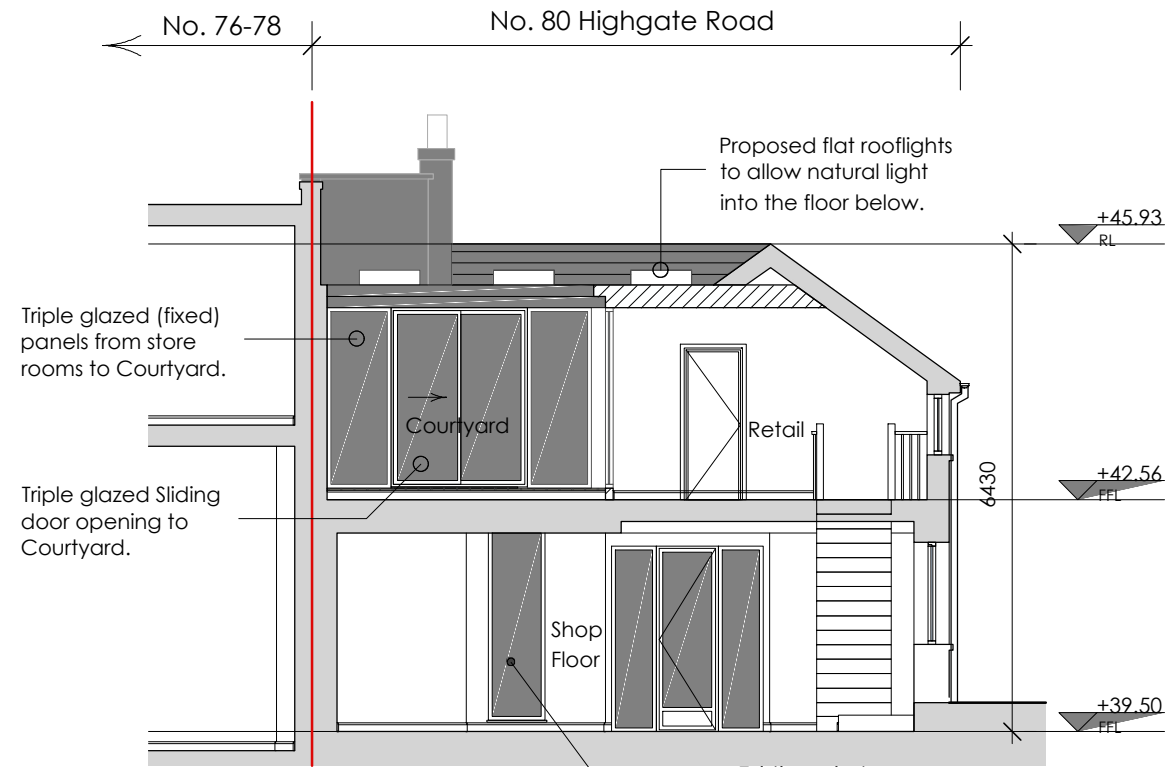 No. 76-78
No. 80 Highgate Road
Proposed flat rooflights
to allow natural light
into the floor below.
+45.93
RL
Triple glazed (fixed)
panels from store
rooms to Courtyard.
Courtyard
Retail
Triple glazed Sliding
door opening to
Courtyard.
6430
+42.56
FFL
Shop
Floor
+39.50
FFL